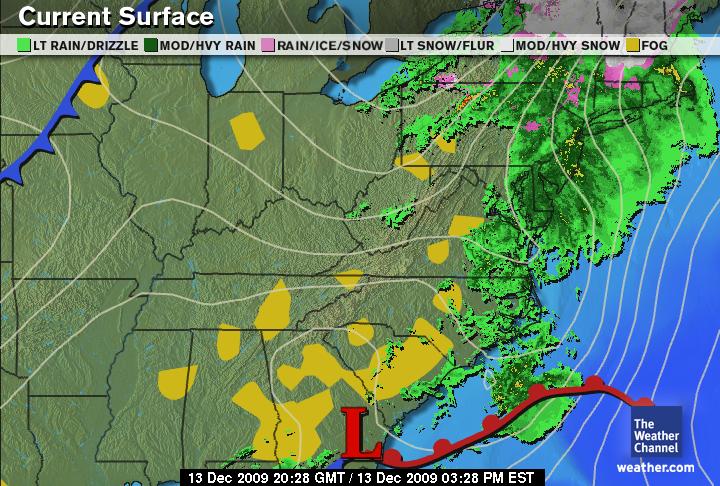 Current Surface
LT RAIN/DRIZZLE MOD/HVY RAIN RAIN/ICE/SNOW LT SNOW/FLUR MOD/HVY SNOW FOG
L
The
Weather
Channel
weather.com
13 Dec 2009 20:28 GMT / 13 Dec 2009 03:28 PM EST